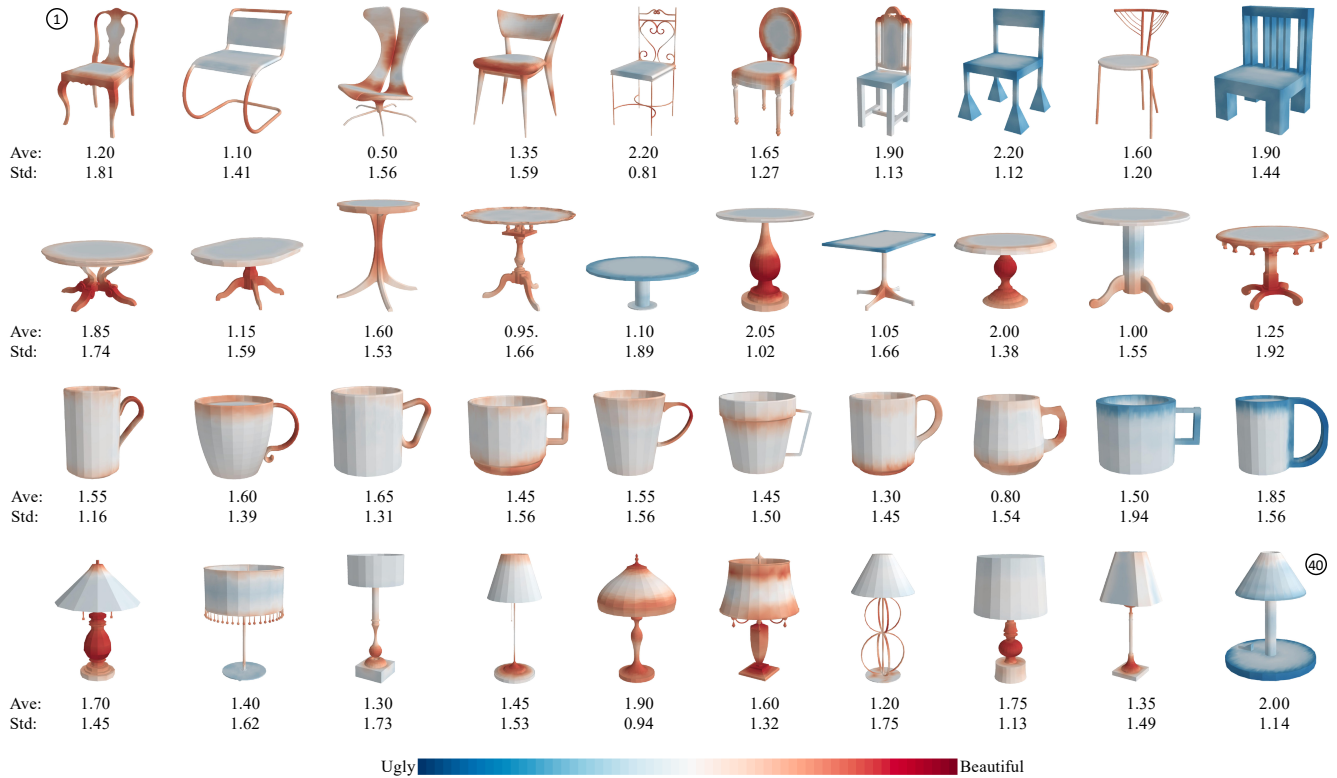 ①
Ave: 1.20 1.10 0.50 1.35 2.20 1.65 1.90 2.20 1.60 1.90
Std: 1.81 1.41 1.56 1.59 0.81 1.27 1.13 1.12 1.20 1.44
Ave: 1.85 1.15 1.60 0.95. 1.10 2.05 1.05 2.00 1.00 1.25
Std: 1.74 1.59 1.53 1.66 1.89 1.02 1.66 1.38 1.55 1.92
Ave: 1.55 1.60 1.65 1.45 1.55 1.45 1.30 0.80 1.50 1.85
Std: 1.16 1.39 1.31 1.56 1.56 1.50 1.45 1.54 1.94 1.56
㊵
Ave: 1.70 1.40 1.30 1.45 1.90 1.60 1.20 1.75 1.35 2.00
Std: 1.45 1.62 1.73 1.53 0.94 1.32 1.75 1.13 1.49 1.14
Ugly Beautiful